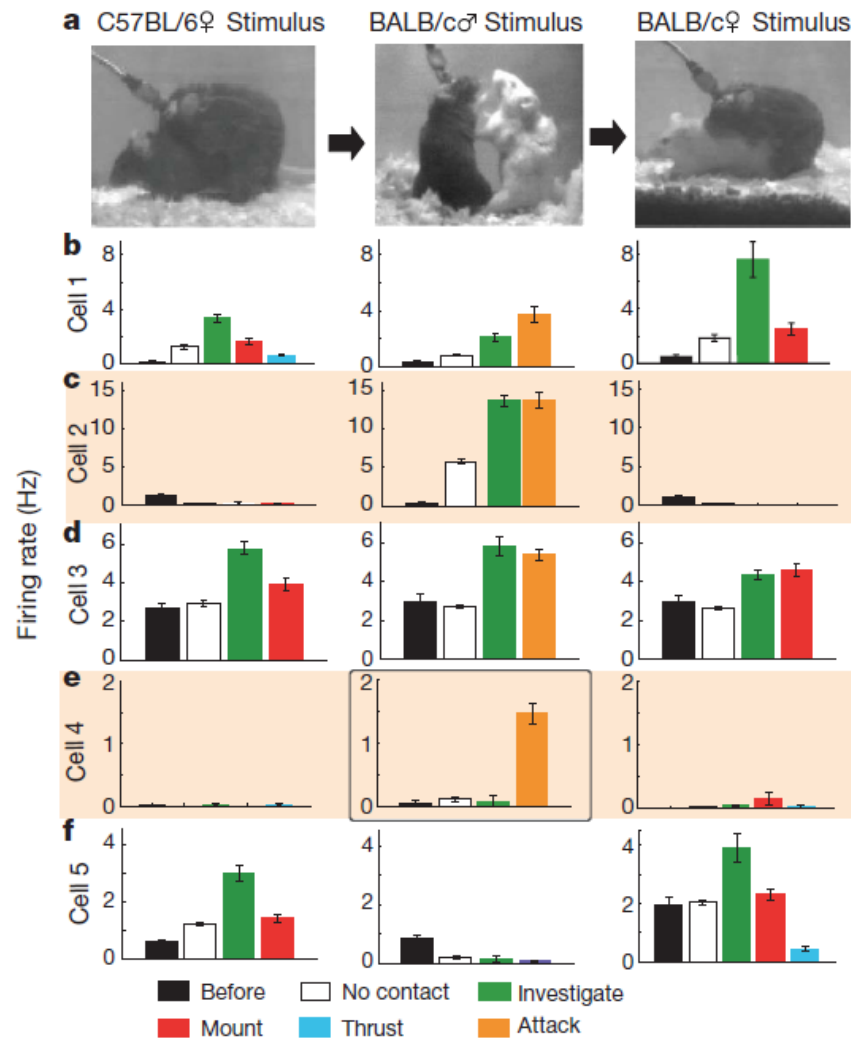 a C57BL/6♀ Stimulus BALB/c♂ Stimulus BALB/c♀ Stimulus
Firing rate (Hz)
b
Cell 1
8 4 0
8 4 0
8 4 0
c
Cell 2
15 10 5 0
15 10 5 0
15 10 5 0
d
Cell 3
6 4 2 0
6 4 2 0
6 4 2 0
e
Cell 4
2 1 0
2 1 0
2 1 0
f
Cell 5
4 2 0
4 2 0
4 2 0
Before No contact Investigate
Mount Thrust Attack